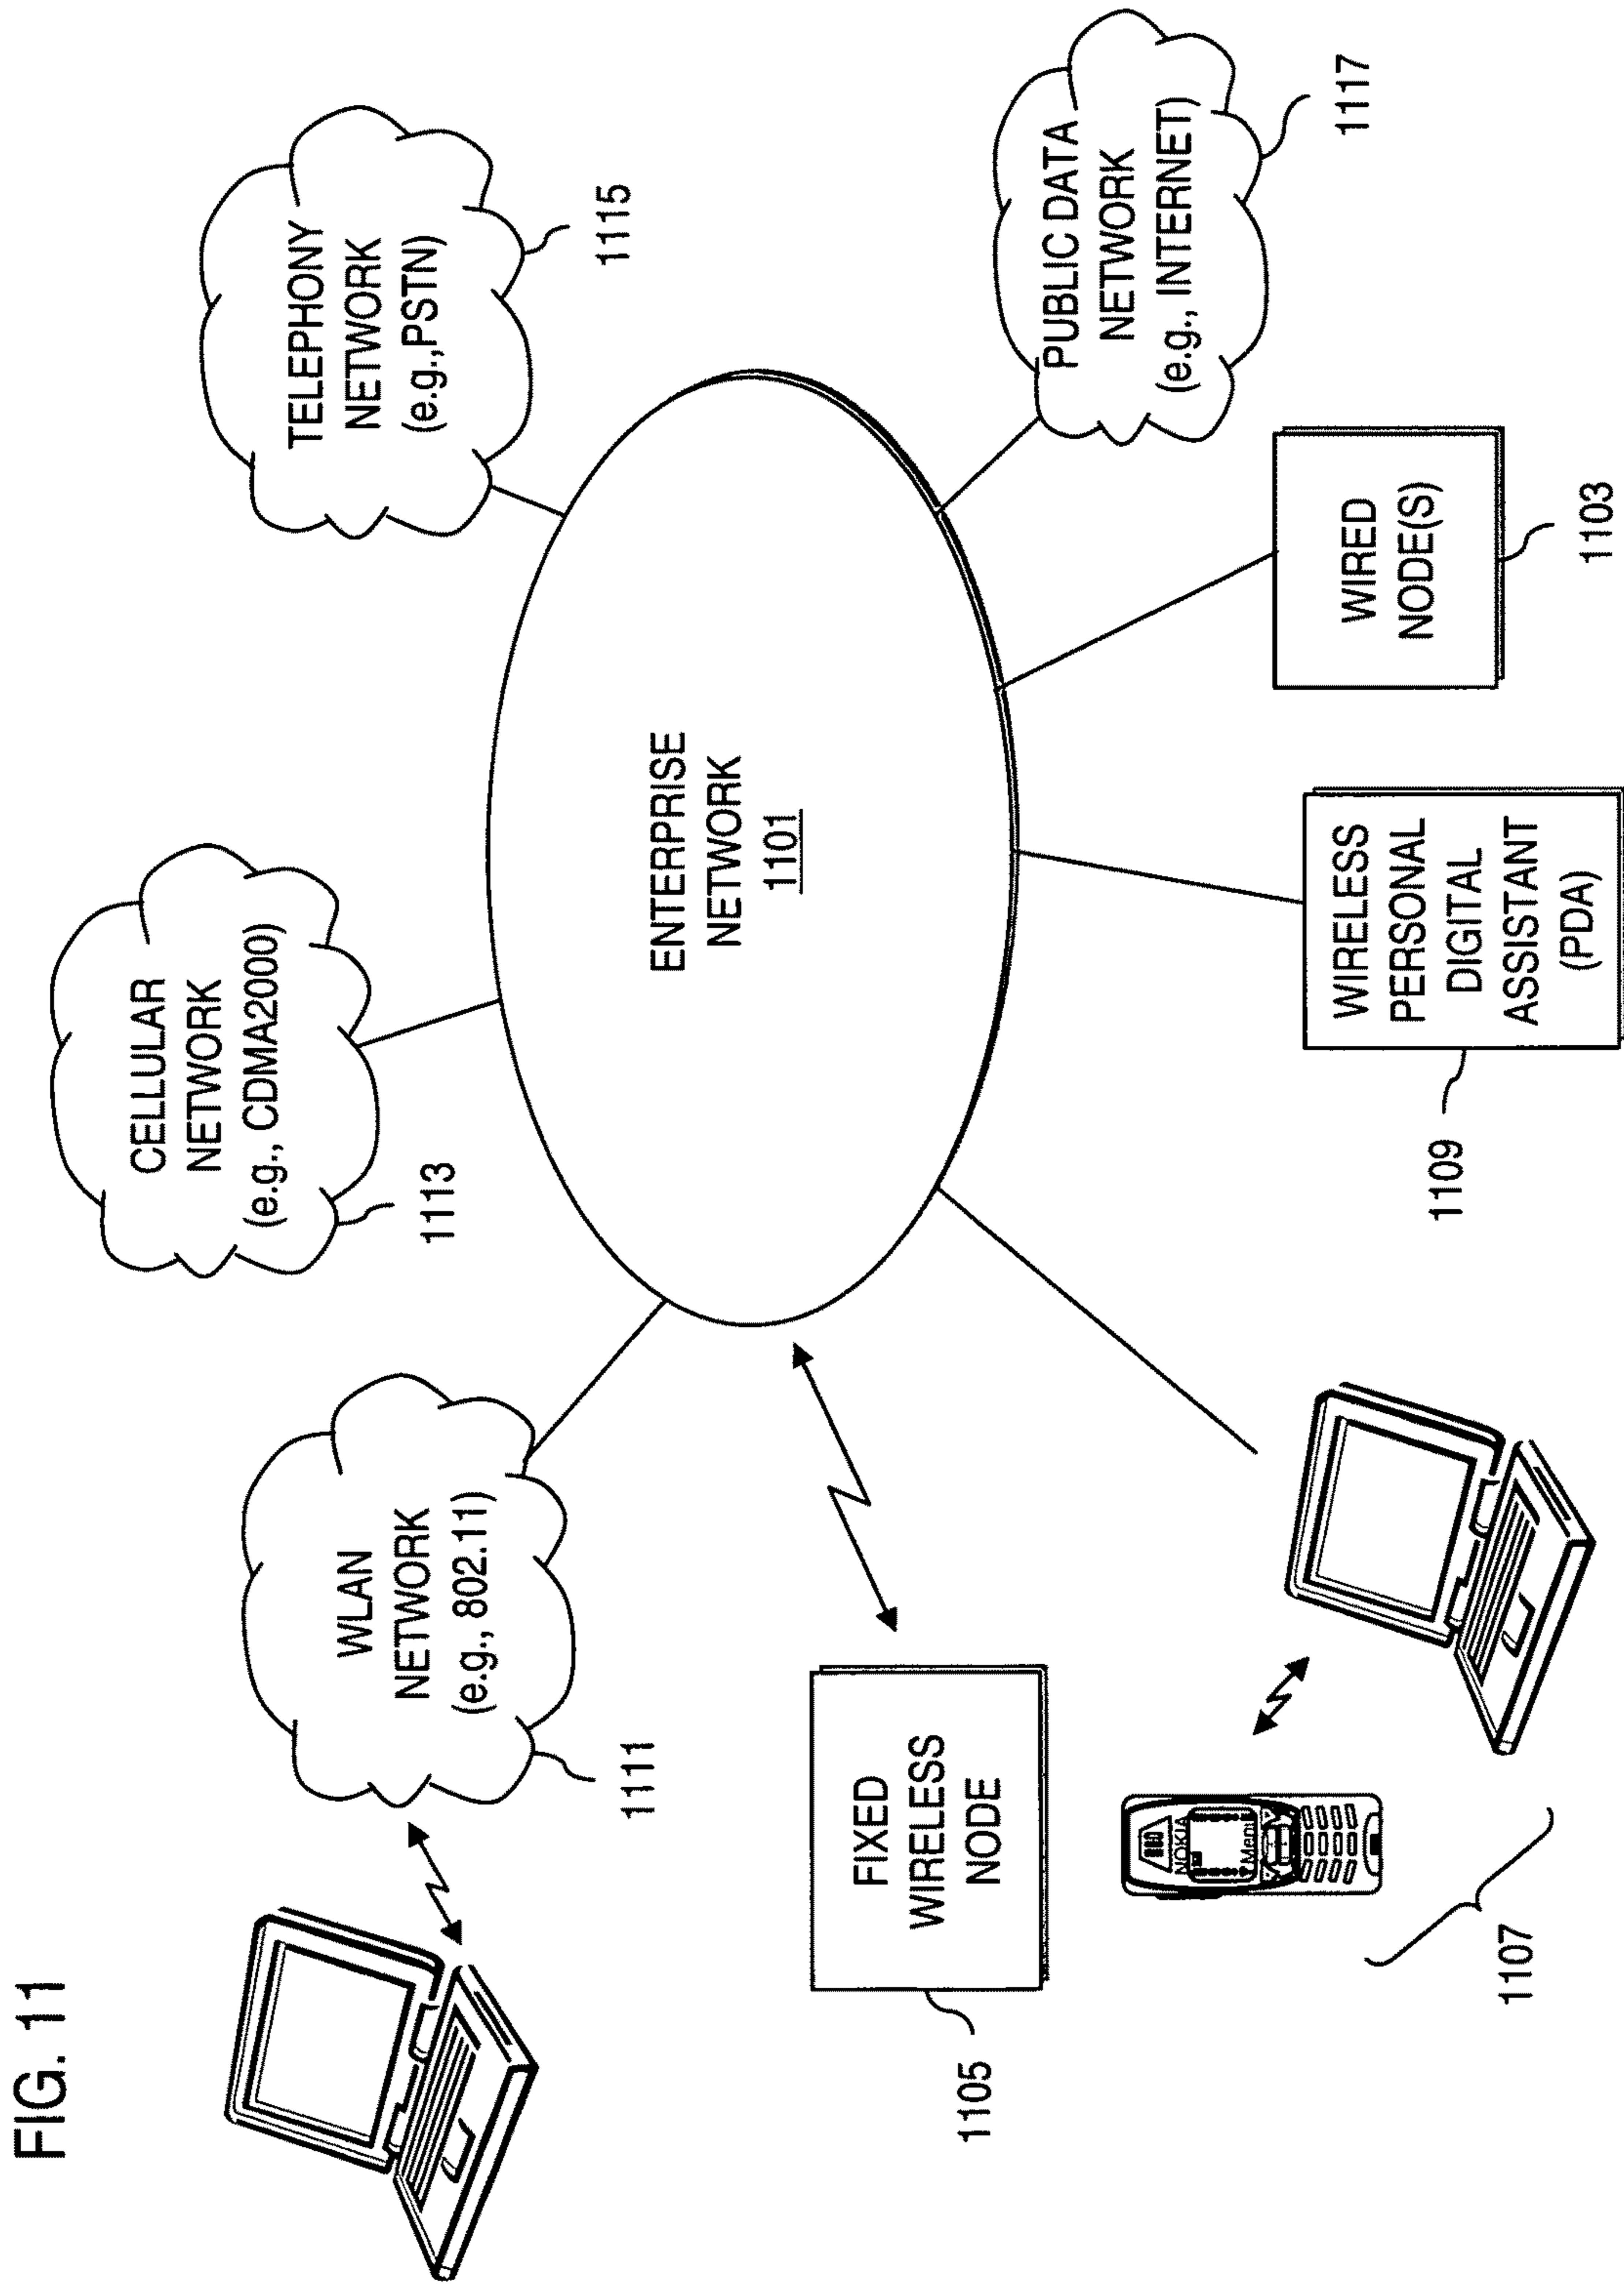 FIG. 11
CELLULAR
NETWORK
(e.g., CDMA2000)
1113
TELEPHONY
NETWORK
(e.g.,PSTN)
1115
WLAN
NETWORK
(e.g., 802.11)
1111
ENTERPRISE
NETWORK
1101
FIXED
WIRELESS
NODE
1105
PUBLIC DATA
NETWORK
(e.g., INTERNET)
1117
NOKIA
Menu
1107
WIRELESS
PERSONAL
DIGITAL
ASSISTANT
(PDA)
1109
WIRED
NODE(S)
1103